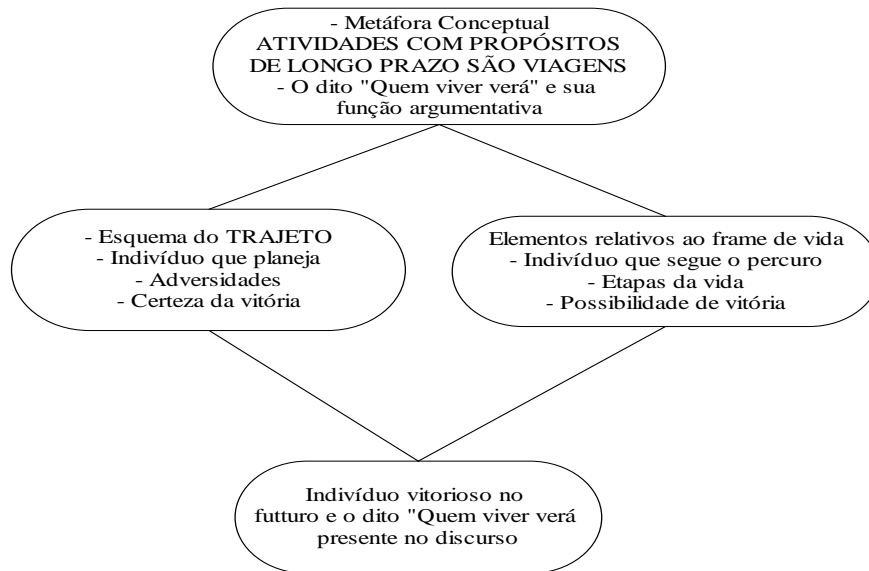 - Metáfora Conceptual
ATIVIDADES COM PROPÓSITOS
DE LONGO PRAZO SÃO VIAGENS
- O dito "Quem viver verá" e sua
função argumentativa
- Esquema do TRAJETO
- Indivíduo que planeja
- Adversidades
- Certeza da vitória
Elementos relativos ao frame de vida
- Indivíduo que segue o percuro
- Etapas da vida
- Possibilidade de vitória
Indivíduo vitorioso no
futturo e o dito "Quem viver verá
presente no discurso